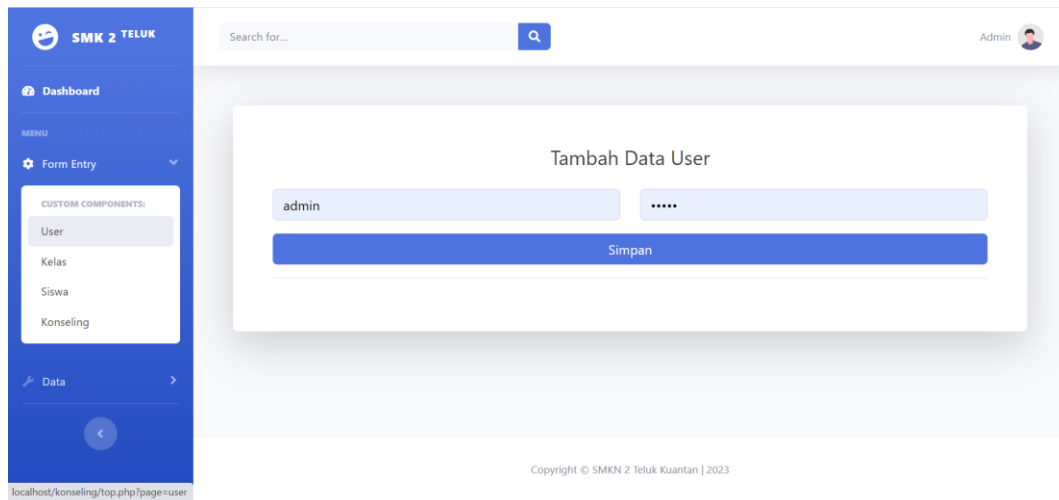 SMK 2 TELUK
Search for...
Admin
Dashboard
MENU
Form Entry
CUSTOM COMPONENTS:
User
Kelas
Siswa
Konseling
Data
Tambah Data User
admin
•••••
Simpan
Copyright © SMKN 2 Teluk Kuantan | 2023
localhost/konseling/top.php?page=user